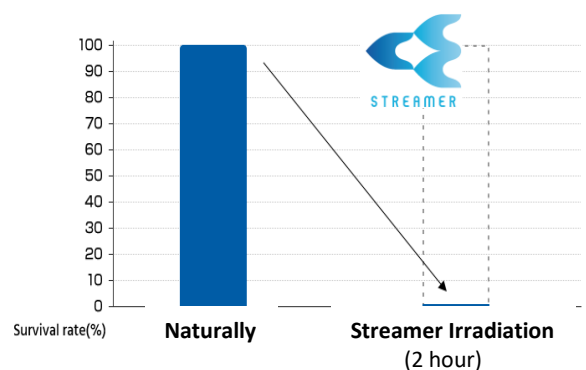 STREAMER
100
90
80
70
60
50
40
30
20
10
0
Survival rate(%)
Naturally
Streamer Irradiation
(2 hour)